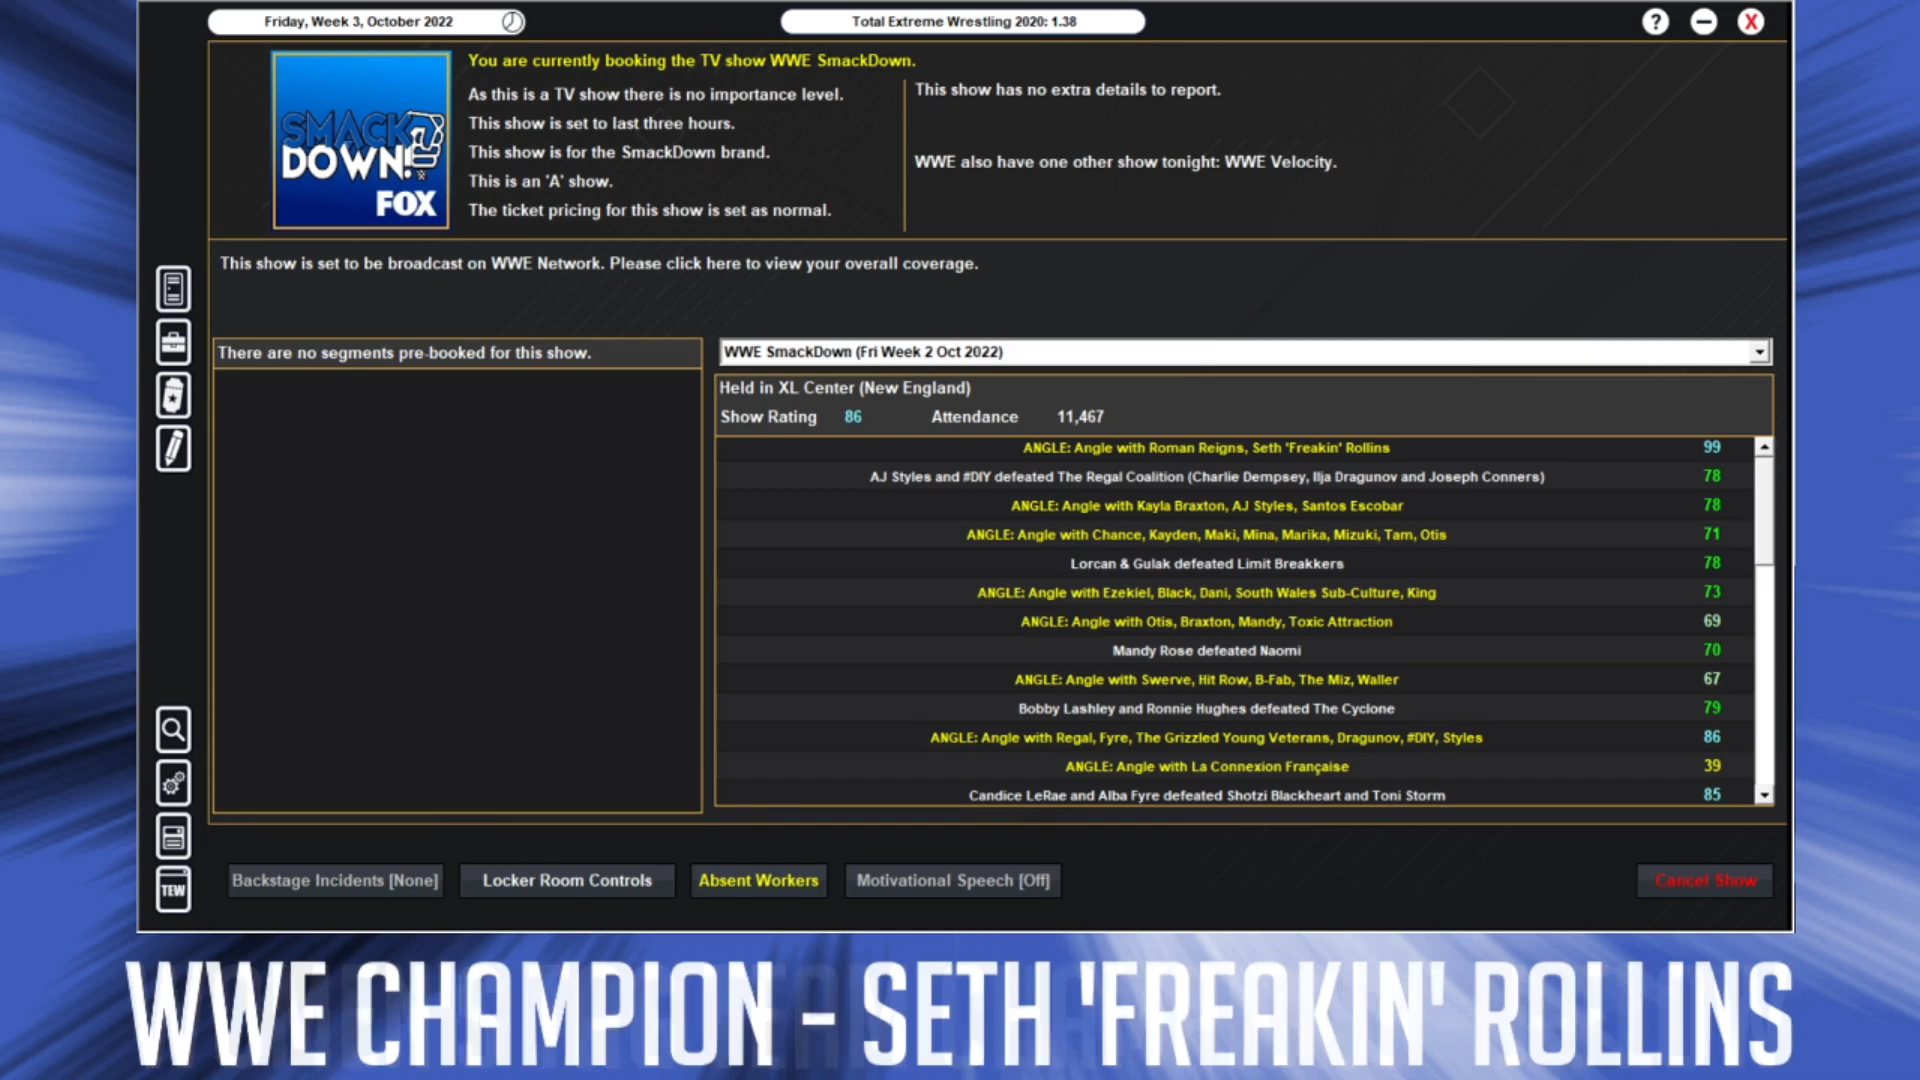 Friday, Week 3, October 2022
Total Extreme Wrestling 2020: 1.38
?
X
SMACK
DOWN!
FOX
You are currently booking the TV show WWE SmackDown.
As this is a TV show there is no importance level.
This show is set to last three hours.
This show is for the SmackDown brand.
This is an 'A' show.
The ticket pricing for this show is set as normal.
This show has no extra details to report.
WWE also have one other show tonight: WWE Velocity.
This show is set to be broadcast on WWE Network. Please click here to view your overall coverage.
There are no segments pre-booked for this show.
WWE SmackDown (Fri Week 2 Oct 2022)
Held in XL Center (New England)
Show Rating 86 Attendance 11,467
ANGLE: Angle with Roman Reigns, Seth 'Freakin' Rollins 99
AJ Styles and #DIY defeated The Regal Coalition (Charlie Dempsey, Ilja Dragunov and Joseph Conners) 78
ANGLE: Angle with Kayla Braxton, AJ Styles, Santos Escobar 78
ANGLE: Angle with Chance, Kayden, Maki, Mina, Marika, Mizuki, Tam, Otis 71
Lorcan & Gulak defeated Limit Breakkers 78
ANGLE: Angle with Ezekiel, Black, Dani, South Wales Sub-Culture, King 73
ANGLE: Angle with Otis, Braxton, Mandy, Toxic Attraction 69
Mandy Rose defeated Naomi 70
ANGLE: Angle with Swerve, Hit Row, B-Fab, The Miz, Waller 67
Bobby Lashley and Ronnie Hughes defeated The Cyclone 79
ANGLE: Angle with Regal, Fyre, The Grizzled Young Veterans, Dragunov, #DIY, Styles 86
ANGLE: Angle with La Connexion Française 39
Candice LeRae and Alba Fyre defeated Shotzi Blackheart and Toni Storm 85
TEW
Backstage Incidents [None]
Locker Room Controls
Absent Workers
Motivational Speech [Off]
Cancel Show
WWE CHAMPION - SETH 'FREAKIN' ROLLINS